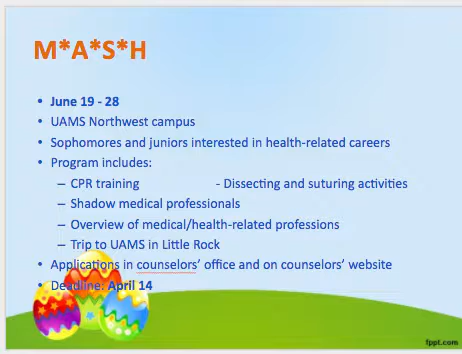 M*A*S*H
• June 19 - 28
• UAMS Northwest campus
• Sophomores and juniors interested in health-related careers
• Program includes:
– CPR training - Dissecting and suturing activities
– Shadow medical professionals
– Overview of medical/health-related professions
– Trip to UAMS in Little Rock
• Applications in counselors’ office and on counselors’ website
• Deadline: April 14
fppt.com